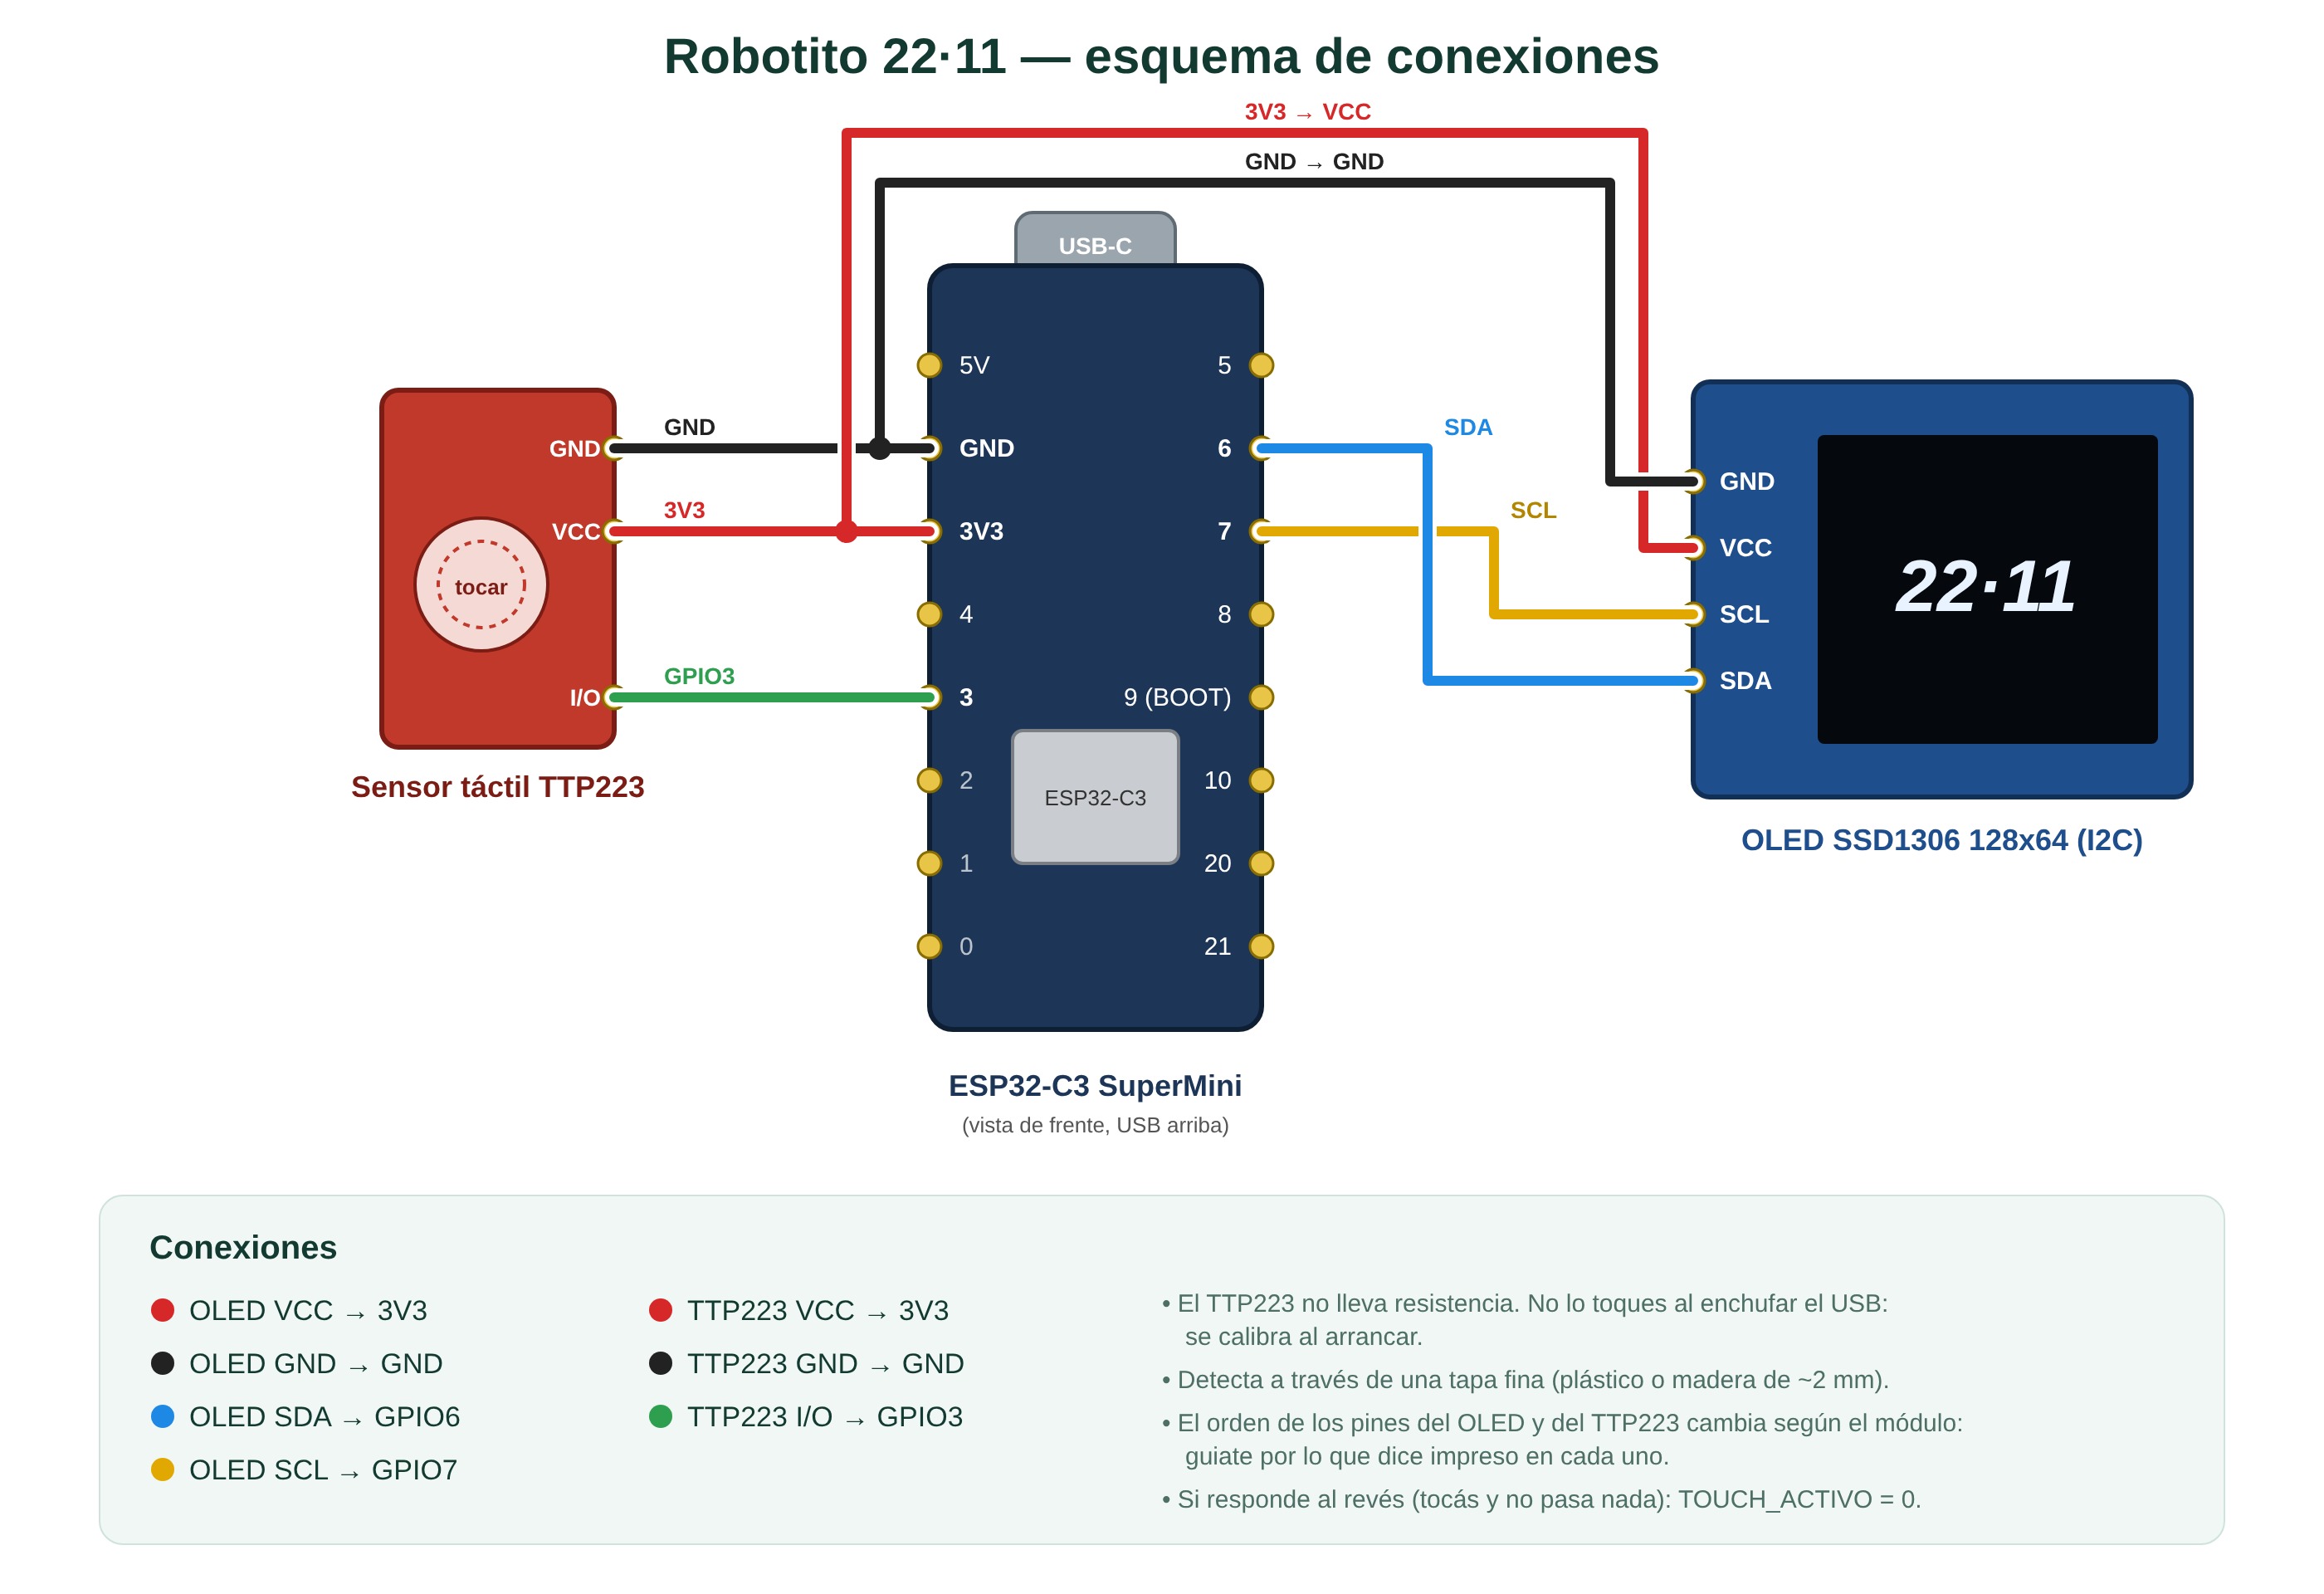 Robotito 22·11 — esquema de conexiones
3V3 → VCC
GND → GND
USB-C
5V
5
GND
GND
GND
6
SDA
GND
VCC
3V3
3V3
7
SCL
VCC
tocar
4
8
SCL
22·11
I/O
GPIO3
3
9 (BOOT)
SDA
Sensor táctil TTP223
2
ESP32-C3
10
OLED SSD1306 128x64 (I2C)
1
20
0
21
ESP32-C3 SuperMini
(vista de frente, USB arriba)
Conexiones
OLED VCC → 3V3
OLED GND → GND
OLED SDA → GPIO6
OLED SCL → GPIO7
TTP223 VCC → 3V3
TTP223 GND → GND
TTP223 I/O → GPIO3
• El TTP223 no lleva resistencia. No lo toques al enchufar el USB:
se calibra al arrancar.
• Detecta a través de una tapa fina (plástico o madera de ~2 mm).
• El orden de los pines del OLED y del TTP223 cambia según el módulo:
guiate por lo que dice impreso en cada uno.
• Si responde al revés (tocás y no pasa nada): TOUCH_ACTIVO = 0.